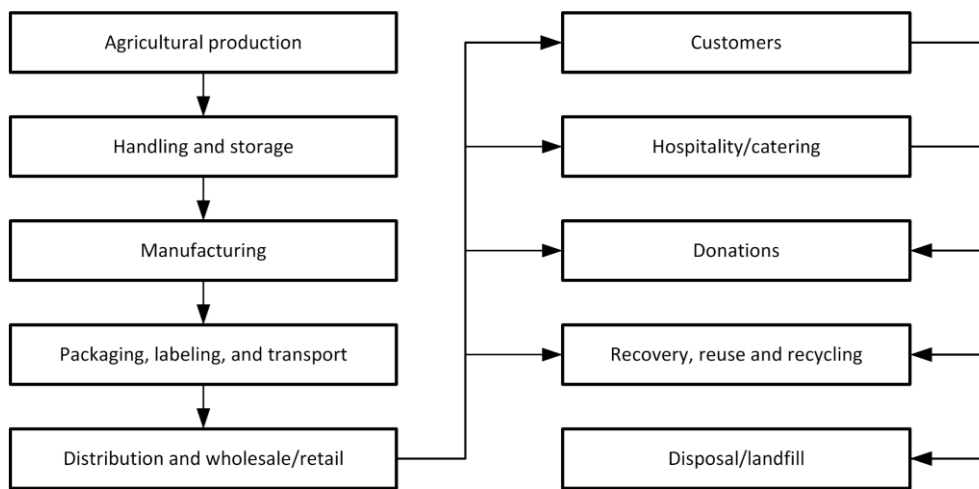 Agricultural production
Handling and storage
Manufacturing
Packaging, labeling, and transport
Distribution and wholesale/retail
Customers
Hospitality/catering
Donations
Recovery, reuse and recycling
Disposal/landfill